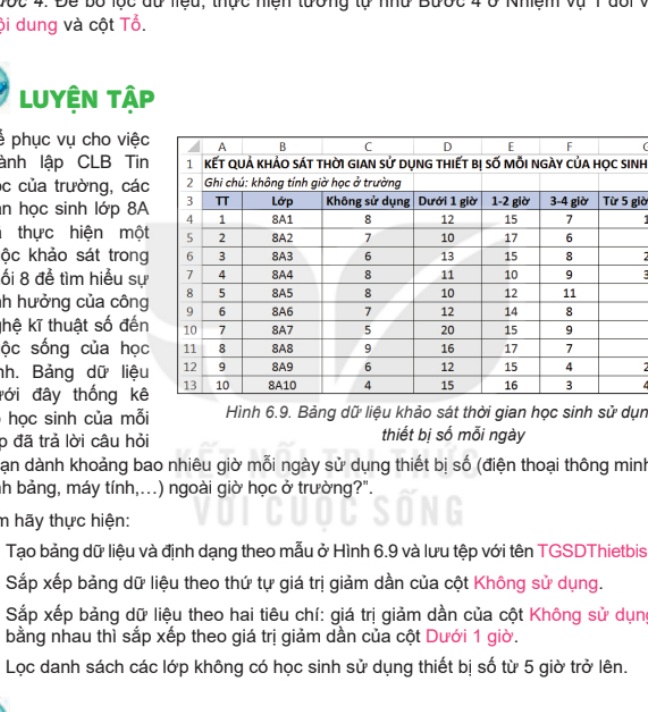 4. Để bỏ lọc dữ liệu, thực hiện tương tự như Bước 4 ở Nhiệm vụ 1 đối
dung và cột Tổ.
LUYỆN TẬP
phục vụ cho việc
lập CLB Tin
của trường, các
học sinh lớp 8A
thực hiện một
khảo sát trong
8 để tìm hiểu sự
hưởng của công
kĩ thuật số đến
sống của học
Bảng dữ liệu
đây thống kê
học sinh của mỗi
đã trả lời câu hỏi
A B C D E F
1 KẾT QUẢ KHẢO SÁT THỜI GIAN SỬ DỤNG THIẾT BỊ SỐ MỖI NGÀY CỦA HỌC SINH
2 Ghi chú: không tính giờ học ở trường
3 TT Lớp Không sử dụng Dưới 1 giờ 1-2 giờ 3-4 giờ Từ 5 giờ
4 1 8A1 8 12 15 7
5 2 8A2 7 10 17 6
6 3 8A3 6 13 15 8 2
7 4 8A4 8 11 10 9 3
8 5 8A5 8 10 12 11
9 6 8A6 7 12 14 8
10 7 8A7 5 20 15 9
11 8 8A8 9 16 17 7
12 9 8A9 6 12 15 4 2
13 10 8A10 4 15 16 3 4
Hình 6.9. Bảng dữ liệu khảo sát thời gian học sinh sử
thiết bị số mỗi ngày
dành khoảng bao nhiêu giờ mỗi ngày sử dụng thiết bị số (điện thoại thông minh
bảng, máy tính,...) ngoài giờ học ở trường?".
hãy thực hiện:
Tạo bảng dữ liệu và định dạng theo mẫu ở Hình 6.9 và lưu tệp với tên TGSDThietbis
Sắp xếp bảng dữ liệu theo thứ tự giá trị giảm dần của cột Không sử dụng.
Sắp xếp bảng dữ liệu theo hai tiêu chí: giá trị giảm dần của cột Không sử dụng
bằng nhau thì sắp xếp theo giá trị giảm dần của cột Dưới 1 giờ.
Lọc danh sách các lớp không có học sinh sử dụng thiết bị số từ 5 giờ trở lên.
KẾT NỐI TRI THỨC
VỚI CUỘC SỐNG